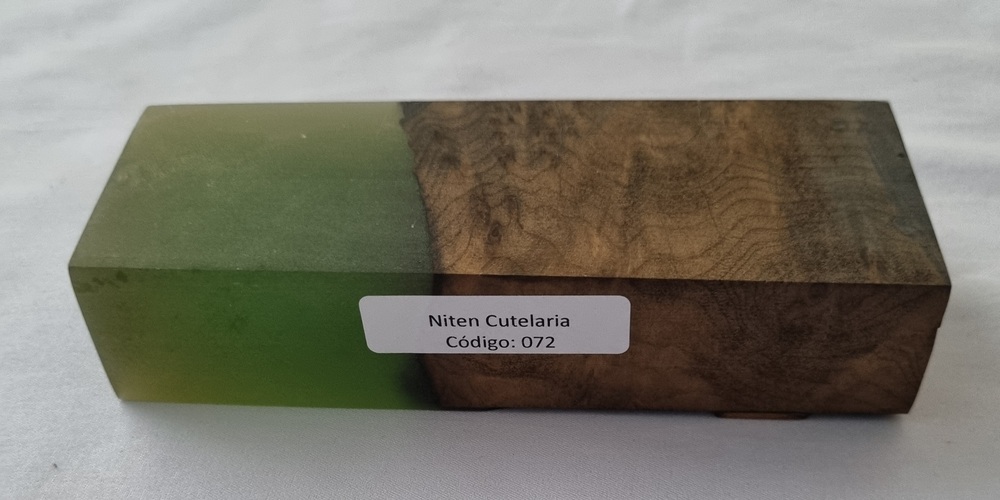 Niten Cutelaria
Código: 072